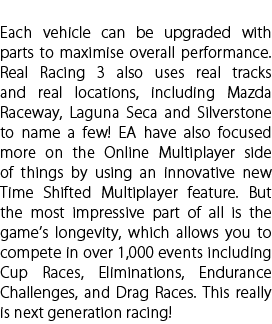 Each vehicle can be upgraded with
parts to maximise overall performance.
Real Racing 3 also uses real tracks
and real locations, including Mazda
Raceway, Laguna Seca and Silverstone
to name a few! EA have also focused
more on the Online Multiplayer side
of things by using an innovative new
Time Shifted Multiplayer feature. But
the most impressive part of all is the
game's longevity, which allows you to
compete in over 1,000 events including
Cup Races, Eliminations, Endurance
Challenges, and Drag Races. This really
is next generation racing!